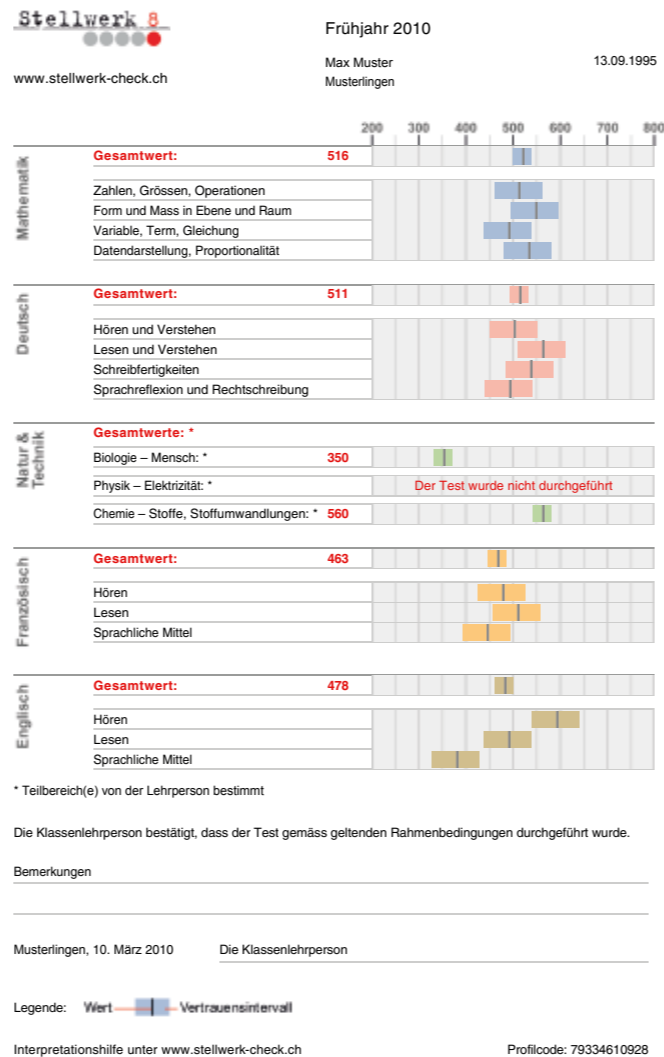 Stellwerk 8
Frühjahr 2010
Max Muster 13.09.1995
www.stellwerk-check.ch Musterlingen
200 300 400 500 600 700 800
Mathematik
Gesamtwert: 516
Zahlen, Grössen, Operationen
Form und Mass in Ebene und Raum
Variable, Term, Gleichung
Datendarstellung, Proportionalität
Deutsch
Gesamtwert: 511
Hören und Verstehen
Lesen und Verstehen
Schreibfertigkeiten
Sprachreflexion und Rechtschreibung
Natur &
Technik
Gesamtwerte: *
Biologie – Mensch: * 350
Physik – Elektrizität: * Der Test wurde nicht durchgeführt
Chemie – Stoffe, Stoffumwandlungen: * 560
Französisch
Gesamtwert: 463
Hören
Lesen
Sprachliche Mittel
Englisch
Gesamtwert: 478
Hören
Lesen
Sprachliche Mittel
* Teilbereich(e) von der Lehrperson bestimmt
Die Klassenlehrperson bestätigt, dass der Test gemäss geltenden Rahmenbedingungen durchgeführt wurde.
Bemerkungen
Musterlingen, 10. März 2010 Die Klassenlehrperson
Legende: Wert Vertrauensintervall
Interpretationshilfe unter www.stellwerk-check.ch Profilcode: 79334610928